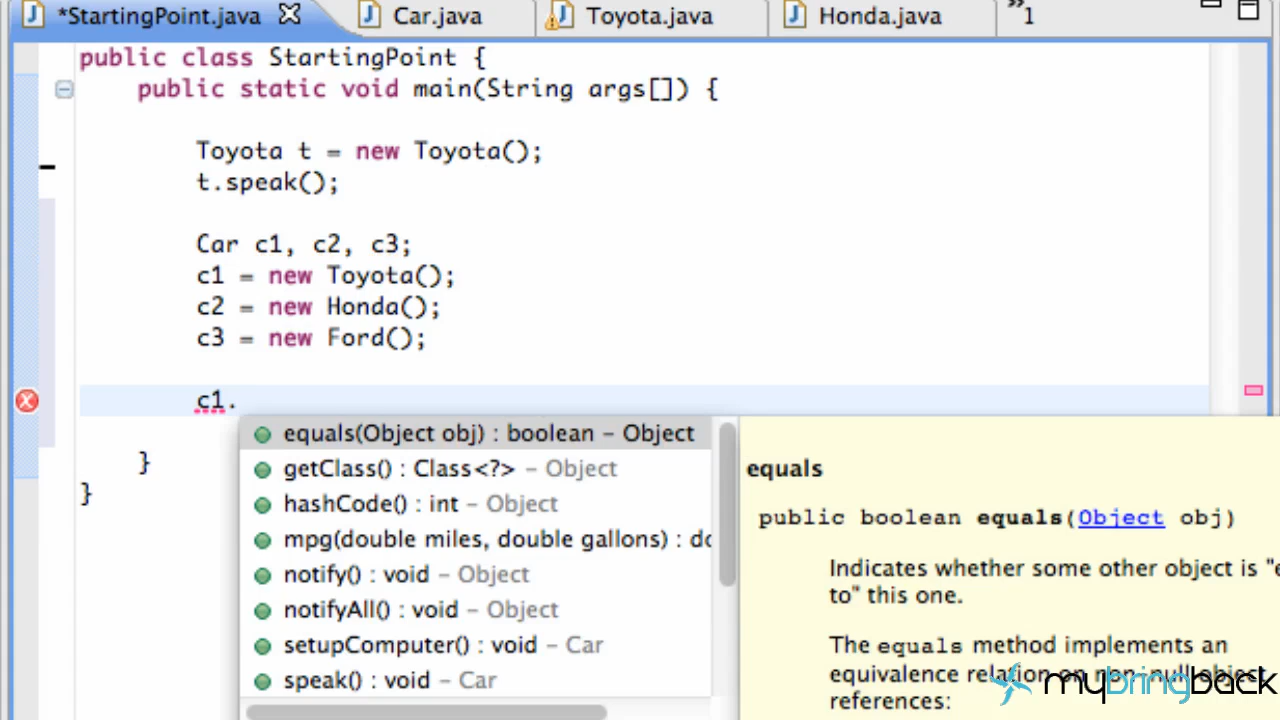 *StartingPoint.java Car.java Toyota.java Honda.java "1
public class StartingPoint {
public static void main(String args[]) {
Toyota t = new Toyota();
t.speak();
Car c1, c2, c3;
c1 = new Toyota();
c2 = new Honda();
c3 = new Ford();
c1.
}
}
equals(Object obj) : boolean – Object
getClass() : Class<?> – Object
hashCode() : int – Object
mpg(double miles, double gallons) :
notify() : void – Object
notifyAll() : void – Object
setupComputer() : void – Car
speak() : void – Car
equals
public boolean equals(Object obj)
Indicates whether some other object is
to" this one.
The equals method implements an
equivalence relation on non-null object
references:
mybringback